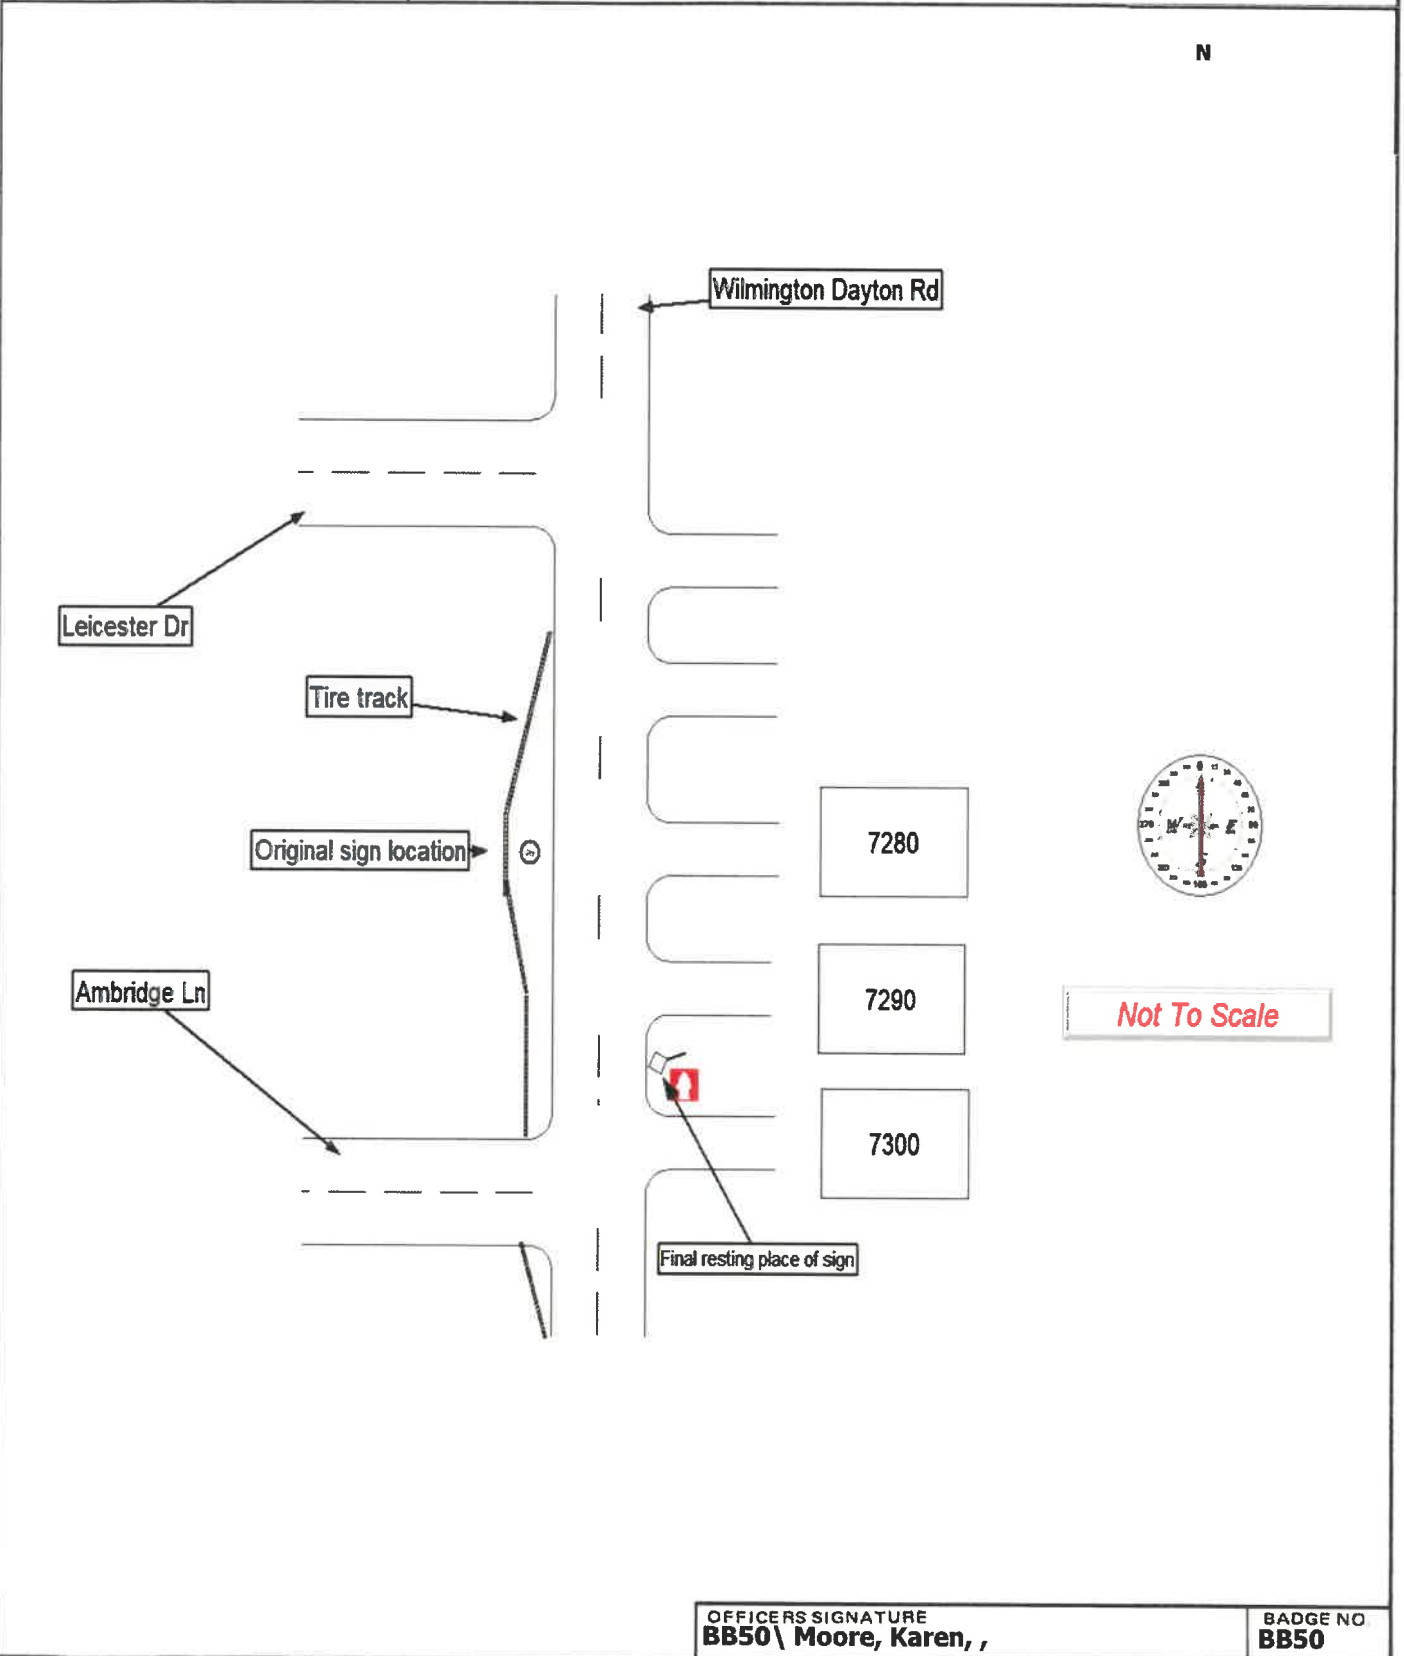 N
Wilmington Dayton Rd
Leicester Dr
Tire track
7280
Original sign location
W E
Ambridge Ln
7290
Not To Scale
7300
Final resting place of sign
OFFICERS SIGNATURE
BB50\ Moore, Karen, ,
BADGE NO.
BB50